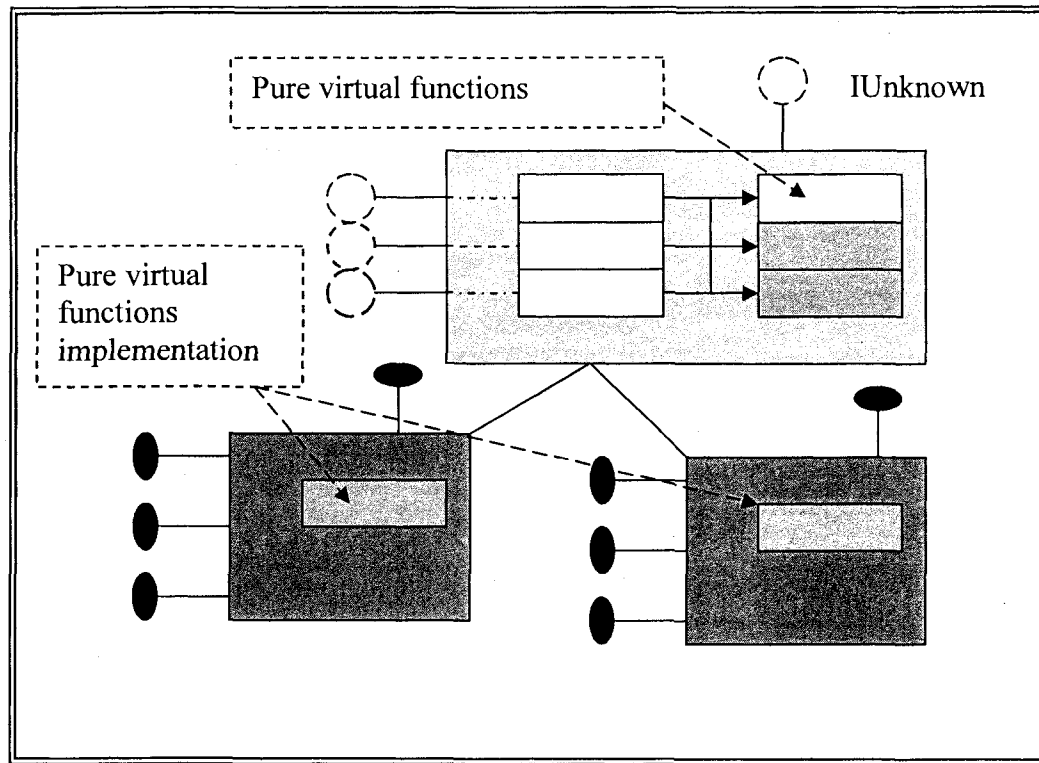 Pure virtual functions
IUnknown
Pure virtual
functions
implementation